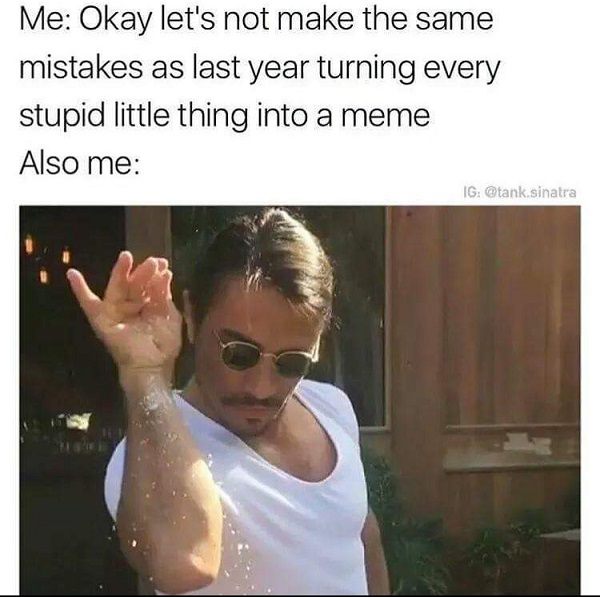 Me: Okay let's not make the same
mistakes as last year turning every
stupid little thing into a meme
Also me:
IG: @tank.sinatra